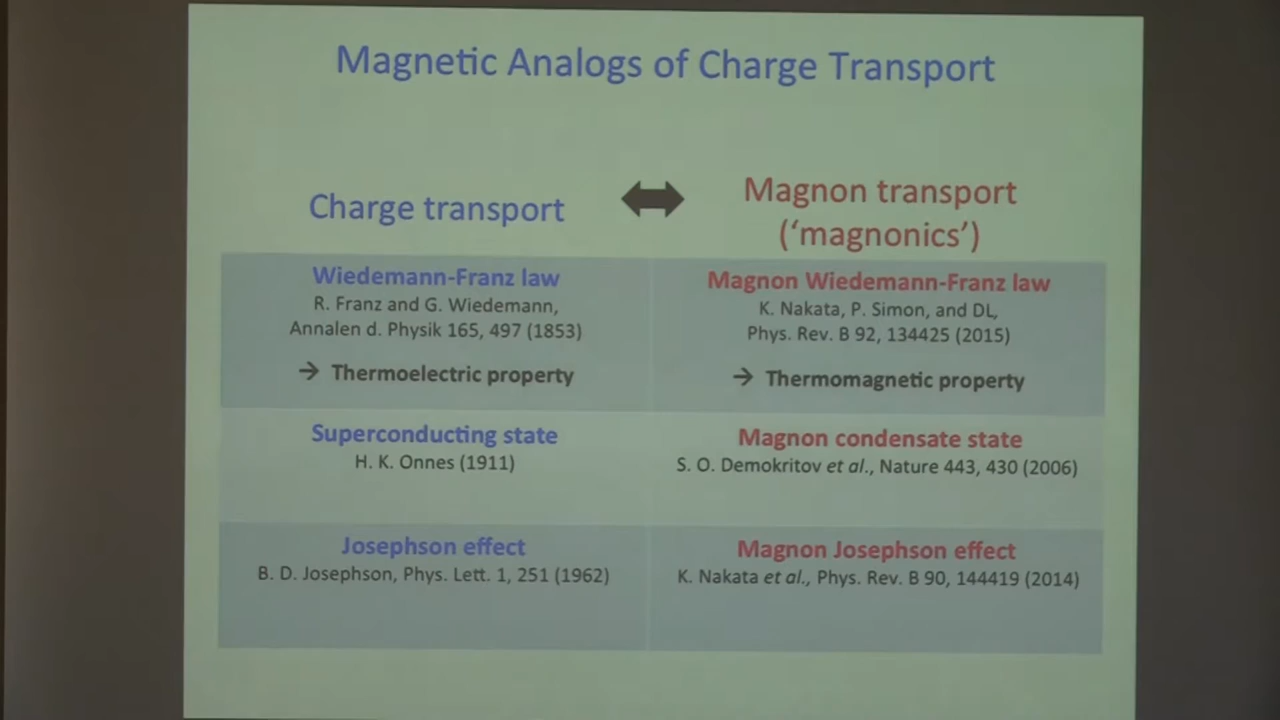 Magnetic Analogs of Charge Transport
Charge transport
Magnon transport
(‘magnonics’)
Wiedemann-Franz law
R. Franz and G. Wiedemann,
Annalen d. Physik 165, 497 (1853)
→ Thermoelectric property
Magnon Wiedemann-Franz law
K. Nakata, P. Simon, and DL,
Phys. Rev. B 92, 134425 (2015)
→ Thermomagnetic property
Superconducting state
H. K. Onnes (1911)
Magnon condensate state
S. O. Demokritov et al., Nature 443, 430 (2006)
Josephson effect
B. D. Josephson, Phys. Lett. 1, 251 (1962)
Magnon Josephson effect
K. Nakata et al., Phys. Rev. B 90, 144419 (2014)